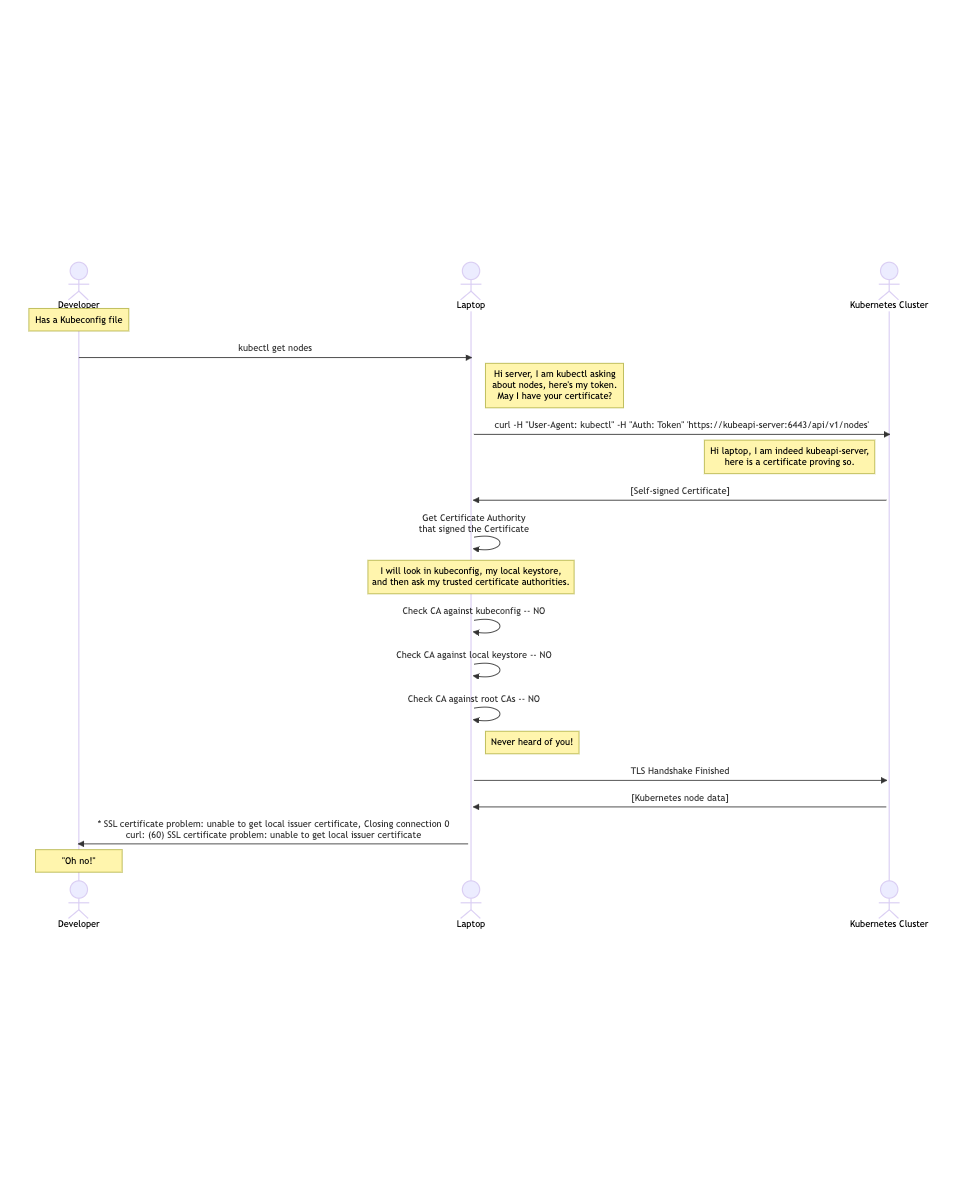 Developer
Laptop
Kubernetes Cluster
Has a Kubeconfig file
kubectl get nodes
Hi server, I am kubectl asking
about nodes, here's my token.
May I have your certificate?
curl -H "User-Agent: kubectl" -H "Auth: Token" 'https://kubeapi-server:6443/api/v1/nodes'
Hi laptop, I am indeed kubeapi-server,
here is a certificate proving so.
[Self-signed Certificate]
Get Certificate Authority
that signed the Certificate
I will look in kubeconfig, my local keystore,
and then ask my trusted certificate authorities.
Check CA against kubeconfig -- NO
Check CA against local keystore -- NO
Check CA against root CAs -- NO
Never heard of you!
TLS Handshake Finished
[Kubernetes node data]
* SSL certificate problem: unable to get local issuer certificate, Closing connection 0
curl: (60) SSL certificate problem: unable to get local issuer certificate
"Oh no!"
Developer
Laptop
Kubernetes Cluster